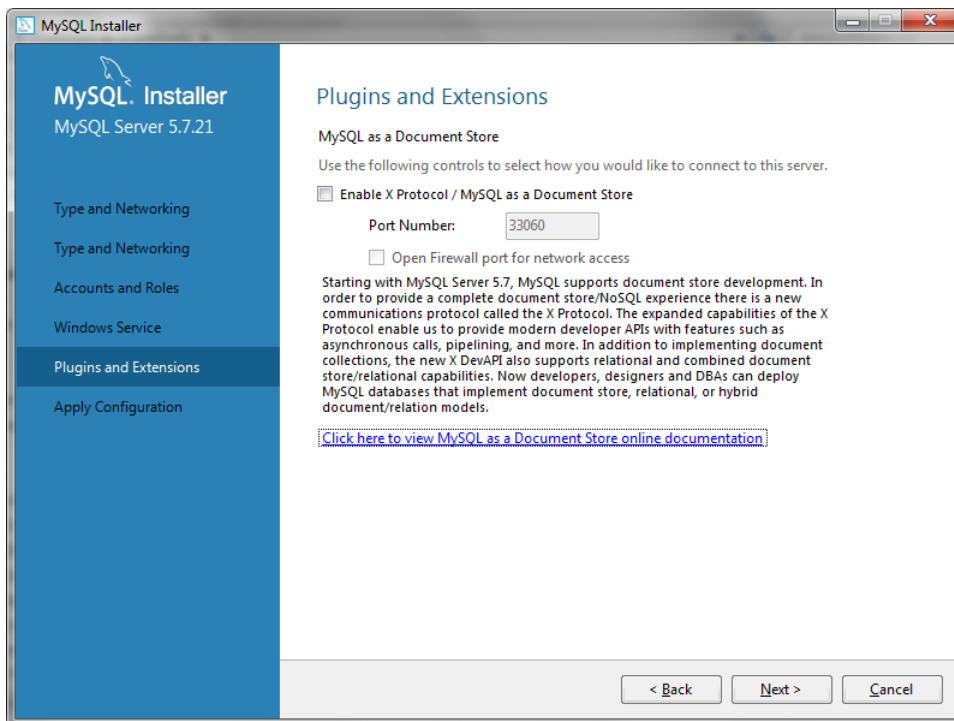 MySQL Installer
MySQL. Installer
MySQL Server 5.7.21
Type and Networking
Type and Networking
Accounts and Roles
Windows Service
Plugins and Extensions
Apply Configuration
Plugins and Extensions
MySQL as a Document Store
Use the following controls to select how you would like to connect to this server.
Enable X Protocol / MySQL as a Document Store
Port Number: 33060
Open Firewall port for network access
Starting with MySQL Server 5.7, MySQL supports document store development. In
order to provide a complete document store/NoSQL experience there is a new
communications protocol called the X Protocol. The expanded capabilities of the X
Protocol enable us to provide modern developer APIs with features such as
asynchronous calls, pipelining, and more. In addition to implementing document
collections, the new X DevAPI also supports relational and combined document
store/relational capabilities. Now developers, designers and DBAs can deploy
MySQL databases that implement document store, relational, or hybrid
document/relation models.
Click here to view MySQL as a Document Store online documentation
< Back
Next >
Cancel